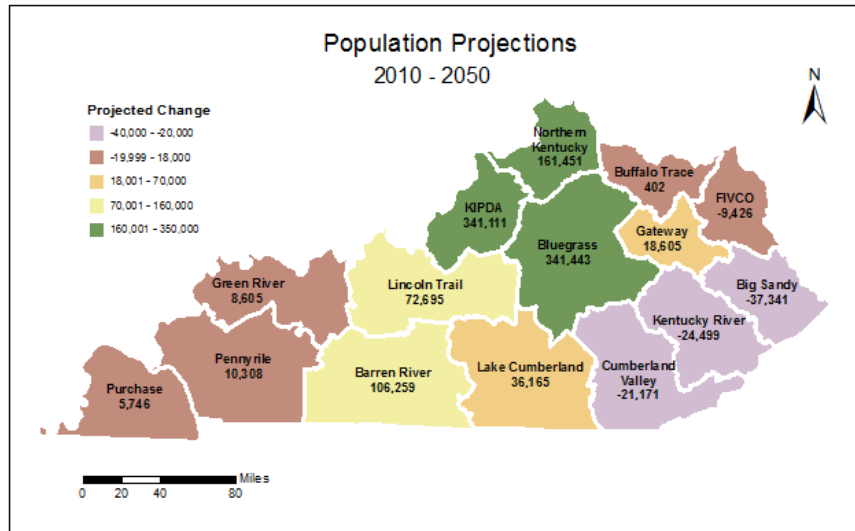 Population Projections
2010 - 2050
N
Projected Change
-40,000 - -20,000
-19,999 - 18,000
18,001 - 70,000
70,001 - 160,000
160,001 - 350,000
Northern
Kentucky
161,451
Buffalo Trace
402
FIVCO
-9,426
KIPDA
341,111
Gateway
18,605
Bluegrass
341,443
Big Sandy
-37,341
Green River
8,605
Lincoln Trail
72,695
Kentucky River
-24,499
Pennyrile
10,308
Barren River
106,259
Lake Cumberland
36,165
Cumberland
Valley
-21,171
Purchase
5,746
Miles
0 20 40 80